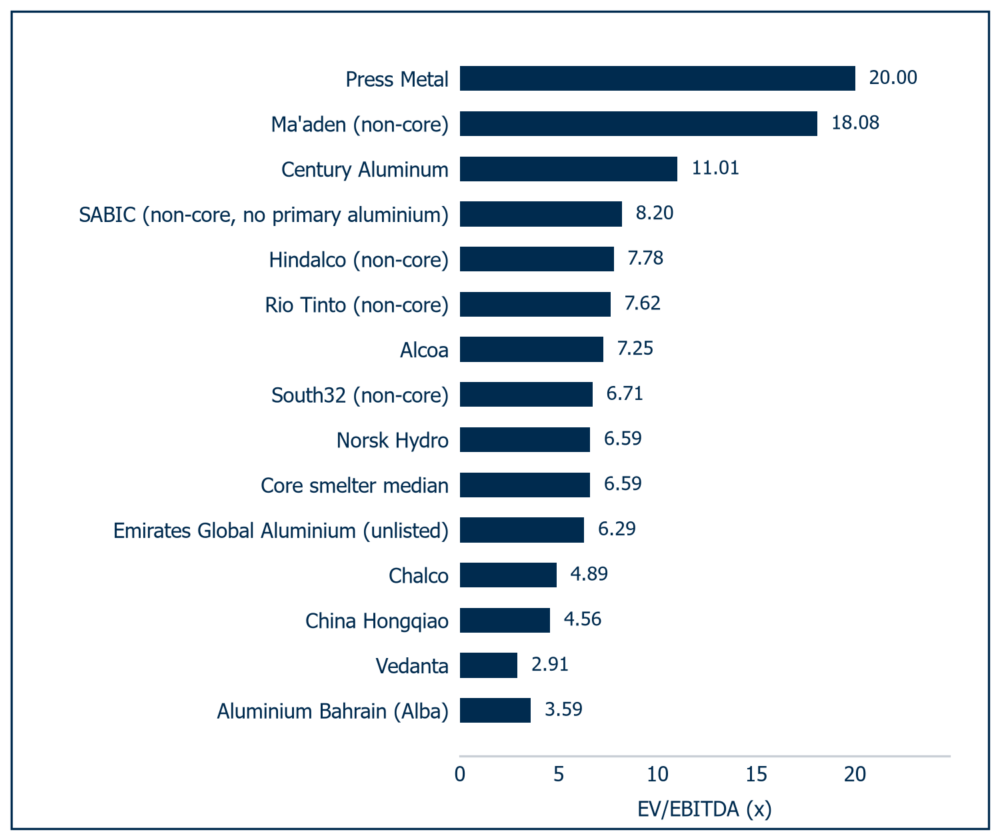 Press Metal 20.00
Ma'aden (non-core) 18.08
Century Aluminum 11.01
SABIC (non-core, no primary aluminium) 8.20
Hindalco (non-core) 7.78
Rio Tinto (non-core) 7.62
Alcoa 7.25
South32 (non-core) 6.71
Norsk Hydro 6.59
Core smelter median 6.59
Emirates Global Aluminium (unlisted) 6.29
Chalco 4.89
China Hongqiao 4.56
Vedanta 2.91
Aluminium Bahrain (Alba) 3.59
0 5 10 15 20
EV/EBITDA (x)